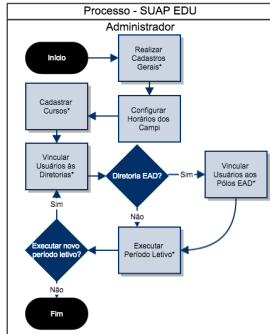 Processo - SUAP EDU
Administrador
Início
Realizar
Cadastros
Gerais*
Cadastrar
Cursos*
Configurar
Horários dos
Campi
Vincular
Usuários às
Diretorias*
Diretoria EAD?
Sim
Vincular
Usuários aos
Pólos EAD*
Sim
Não
Executar novo
período letivo?
Executar
Período Letivo*
Não
Fim